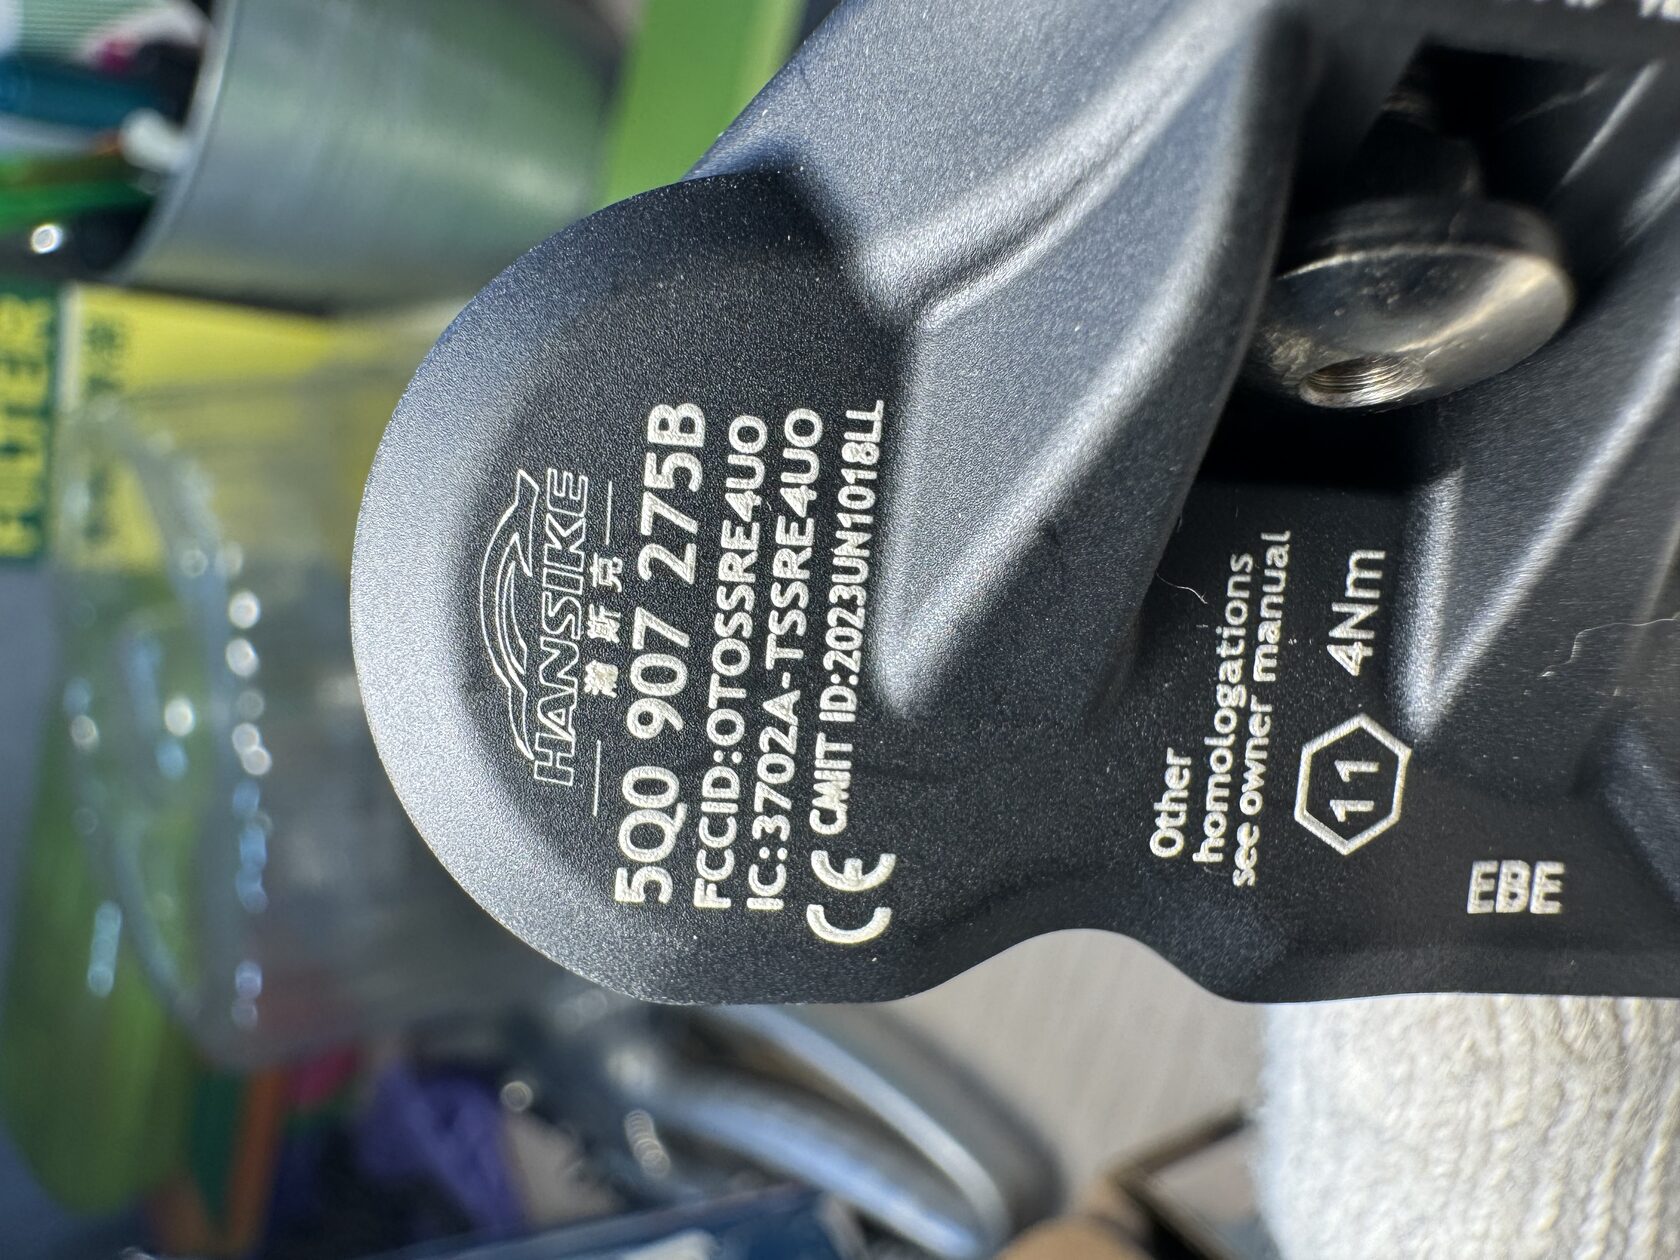 HANSIKE
瀚斯克
5Q0 907 275B
FCCID:OTOSSRE4UO
IC:3702A-TSSRE4UO
CE CMIIT ID:2023UN1018LL
Other
homologations
see owner manual
11 4Nm
EBE